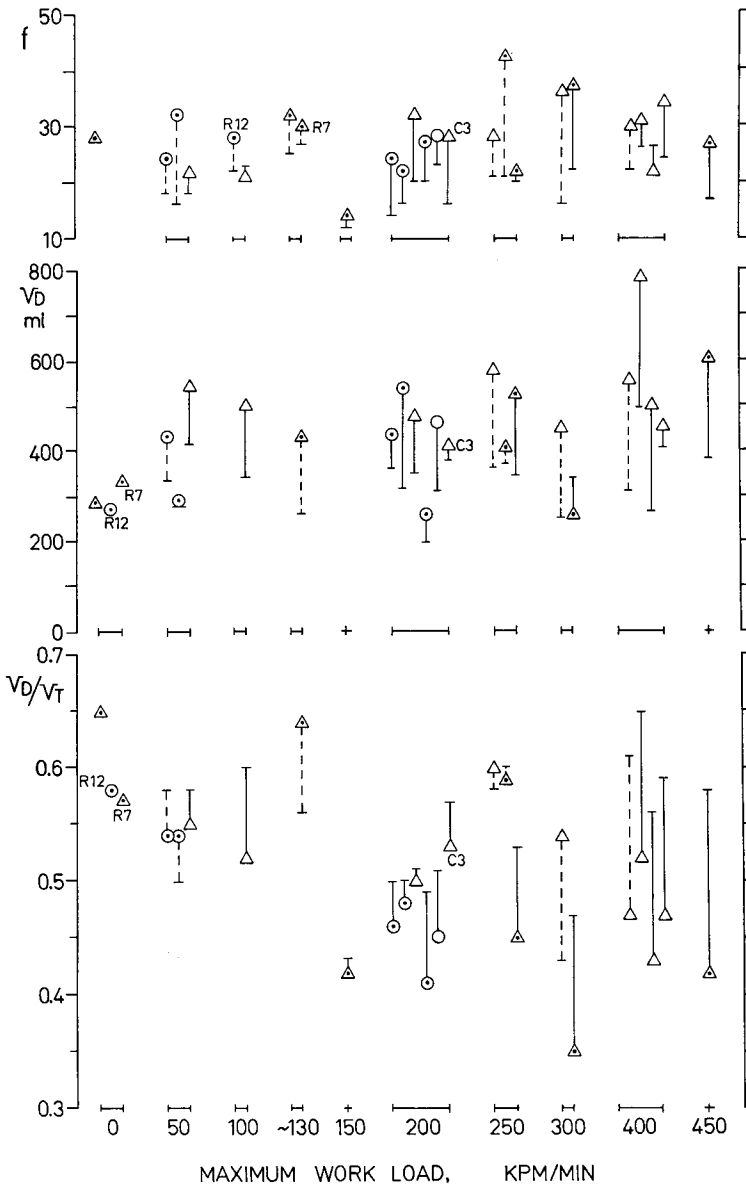 50
f
30
R12
R7
C3
10
800
VD
ml
600
400
C3
R7
R12
200
0
0.7
VD/VT
0.6
R12
R7
C3
0.5
0.4
0.3
0 50 100 ~130 150 200 250 300 400 450
MAXIMUM WORK LOAD, KPM/MIN